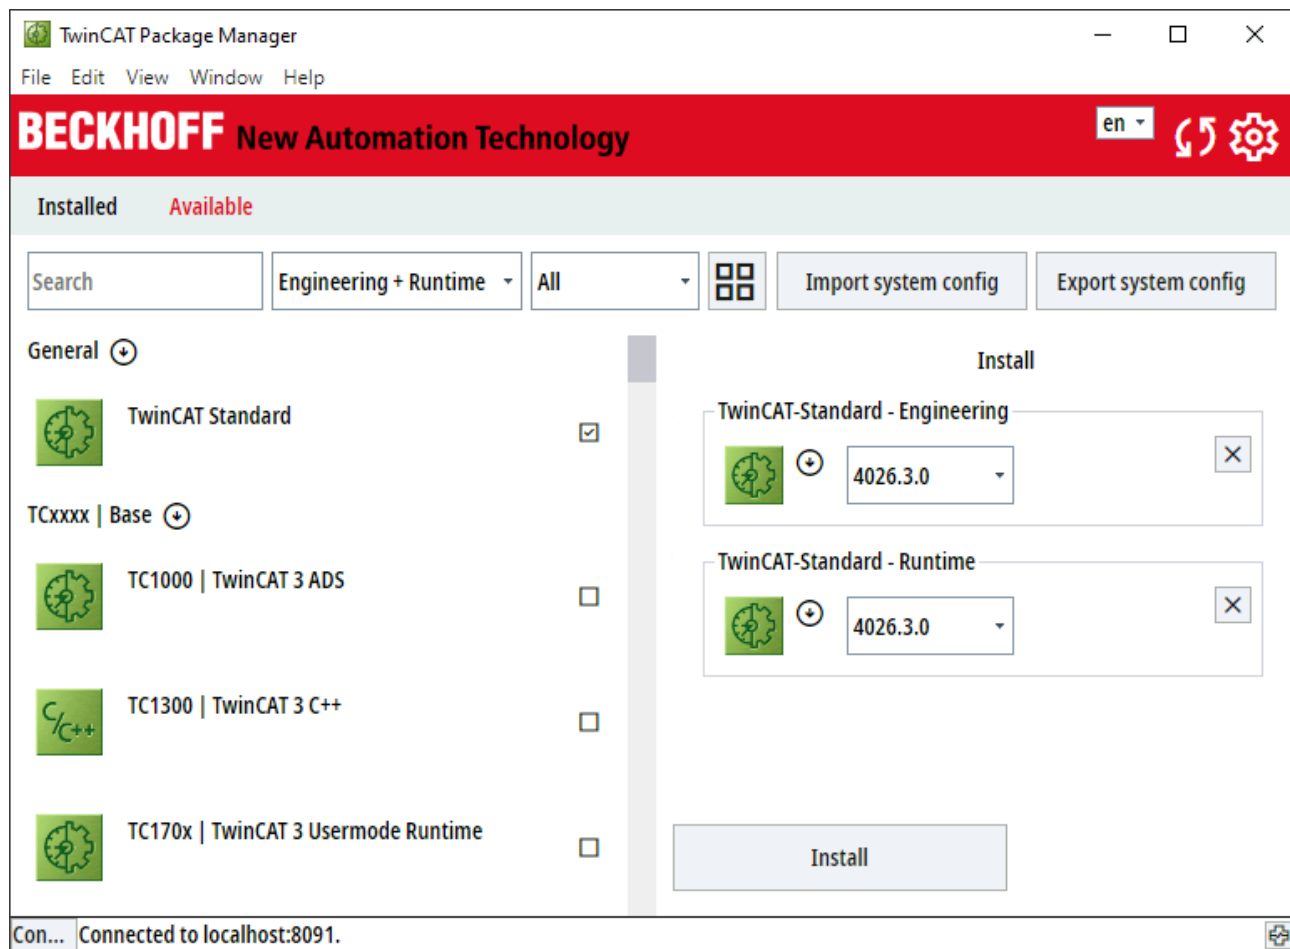 TwinCAT Package Manager
File Edit View Window Help
BECKHOFF New Automation Technology
en
Installed Available
Search
Engineering + Runtime
All
Import system config
Export system config
General
Install
TwinCAT Standard
TwinCAT-Standard - Engineering
4026.3.0
TCxxxx | Base
TwinCAT-Standard - Runtime
TC1000 | TwinCAT 3 ADS
4026.3.0
TC1300 | TwinCAT 3 C++
C/C++
TC170x | TwinCAT 3 Usermode Runtime
Install
Con... Connected to localhost:8091.